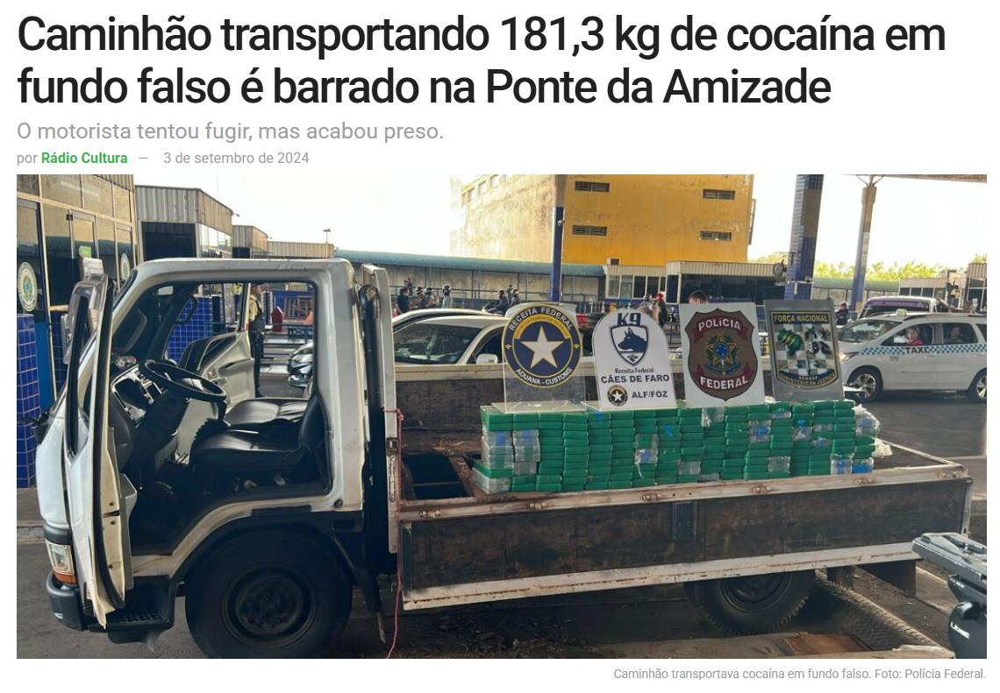 Caminhão transportando 181,3 kg de cocaína em
fundo falso é barrado na Ponte da Amizade
O motorista tentou fugir, mas acabou preso.
por Rádio Cultura — 3 de setembro de 2024
RECEITA FEDERAL
ADUANA - CUSTOMS
K9
Receita Federal
CÃES DE FARO
ALF/FOZ
POLÍCIA
FEDERAL
FORÇA NACIONAL
SENASP
MINISTÉRIO DA JUSTIÇA
TAXI
Caminhão transportava cocaína em fundo falso. Foto: Polícia Federal.